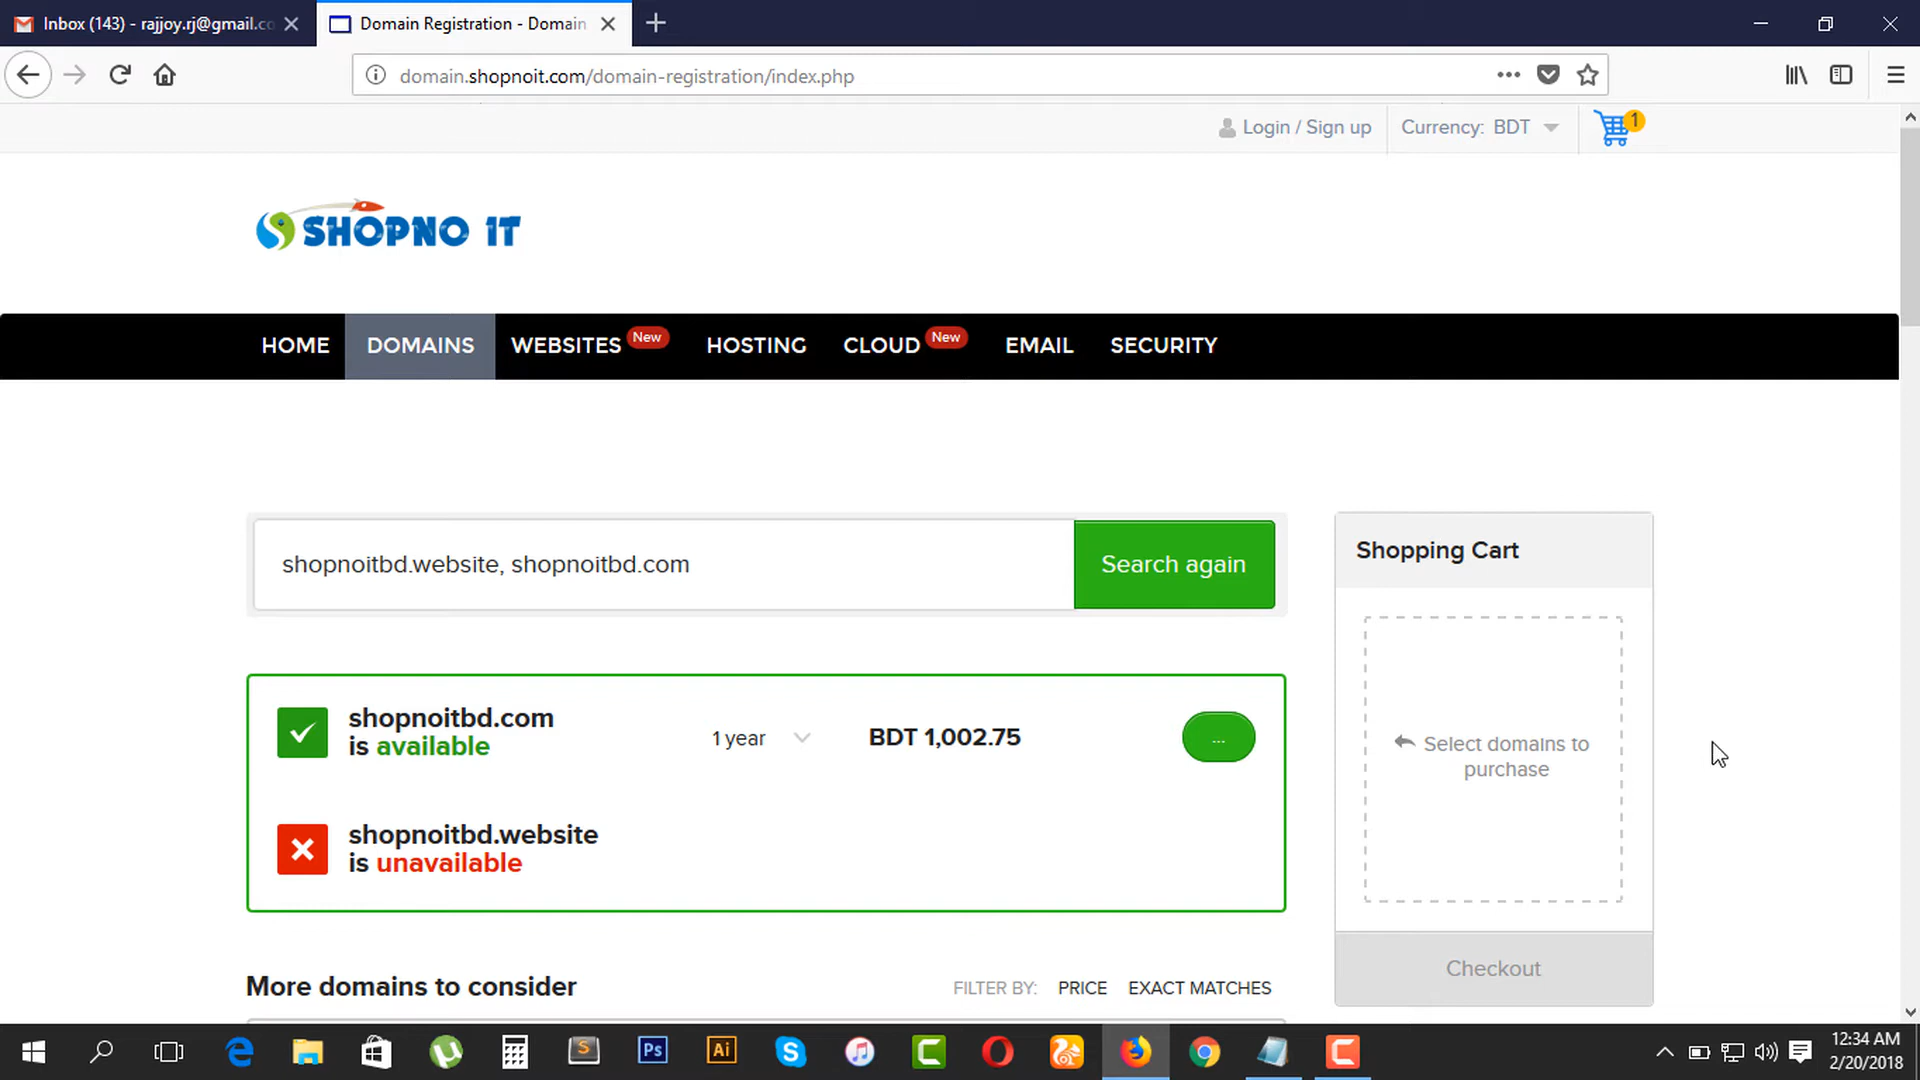 Inbox (143) - rajjoy.rj@gmail.co
Domain Registration - Domain
domain.shopnoit.com/domain-registration/index.php
Login / Sign up
Currency: BDT
1
SHOPNO IT
HOME
DOMAINS
WEBSITES New
HOSTING
CLOUD New
EMAIL
SECURITY
shopnoitbd.website, shopnoitbd.com
Search again
shopnoitbd.com
is available
1 year
BDT 1,002.75
...
shopnoitbd.website
is unavailable
Shopping Cart
Select domains to
purchase
Checkout
More domains to consider
FILTER BY: PRICE EXACT MATCHES
Ps
Ai
12:34 AM
2/20/2018